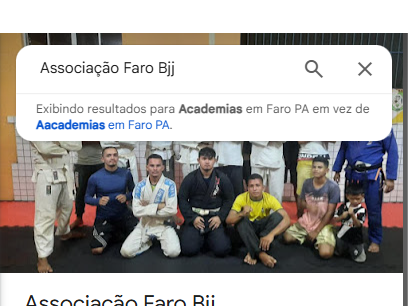 Associação Faro Bjj
Exibindo resultados para Academias em Faro PA em vez de
Aacademias em Faro PA.
Associação Faro Bjj